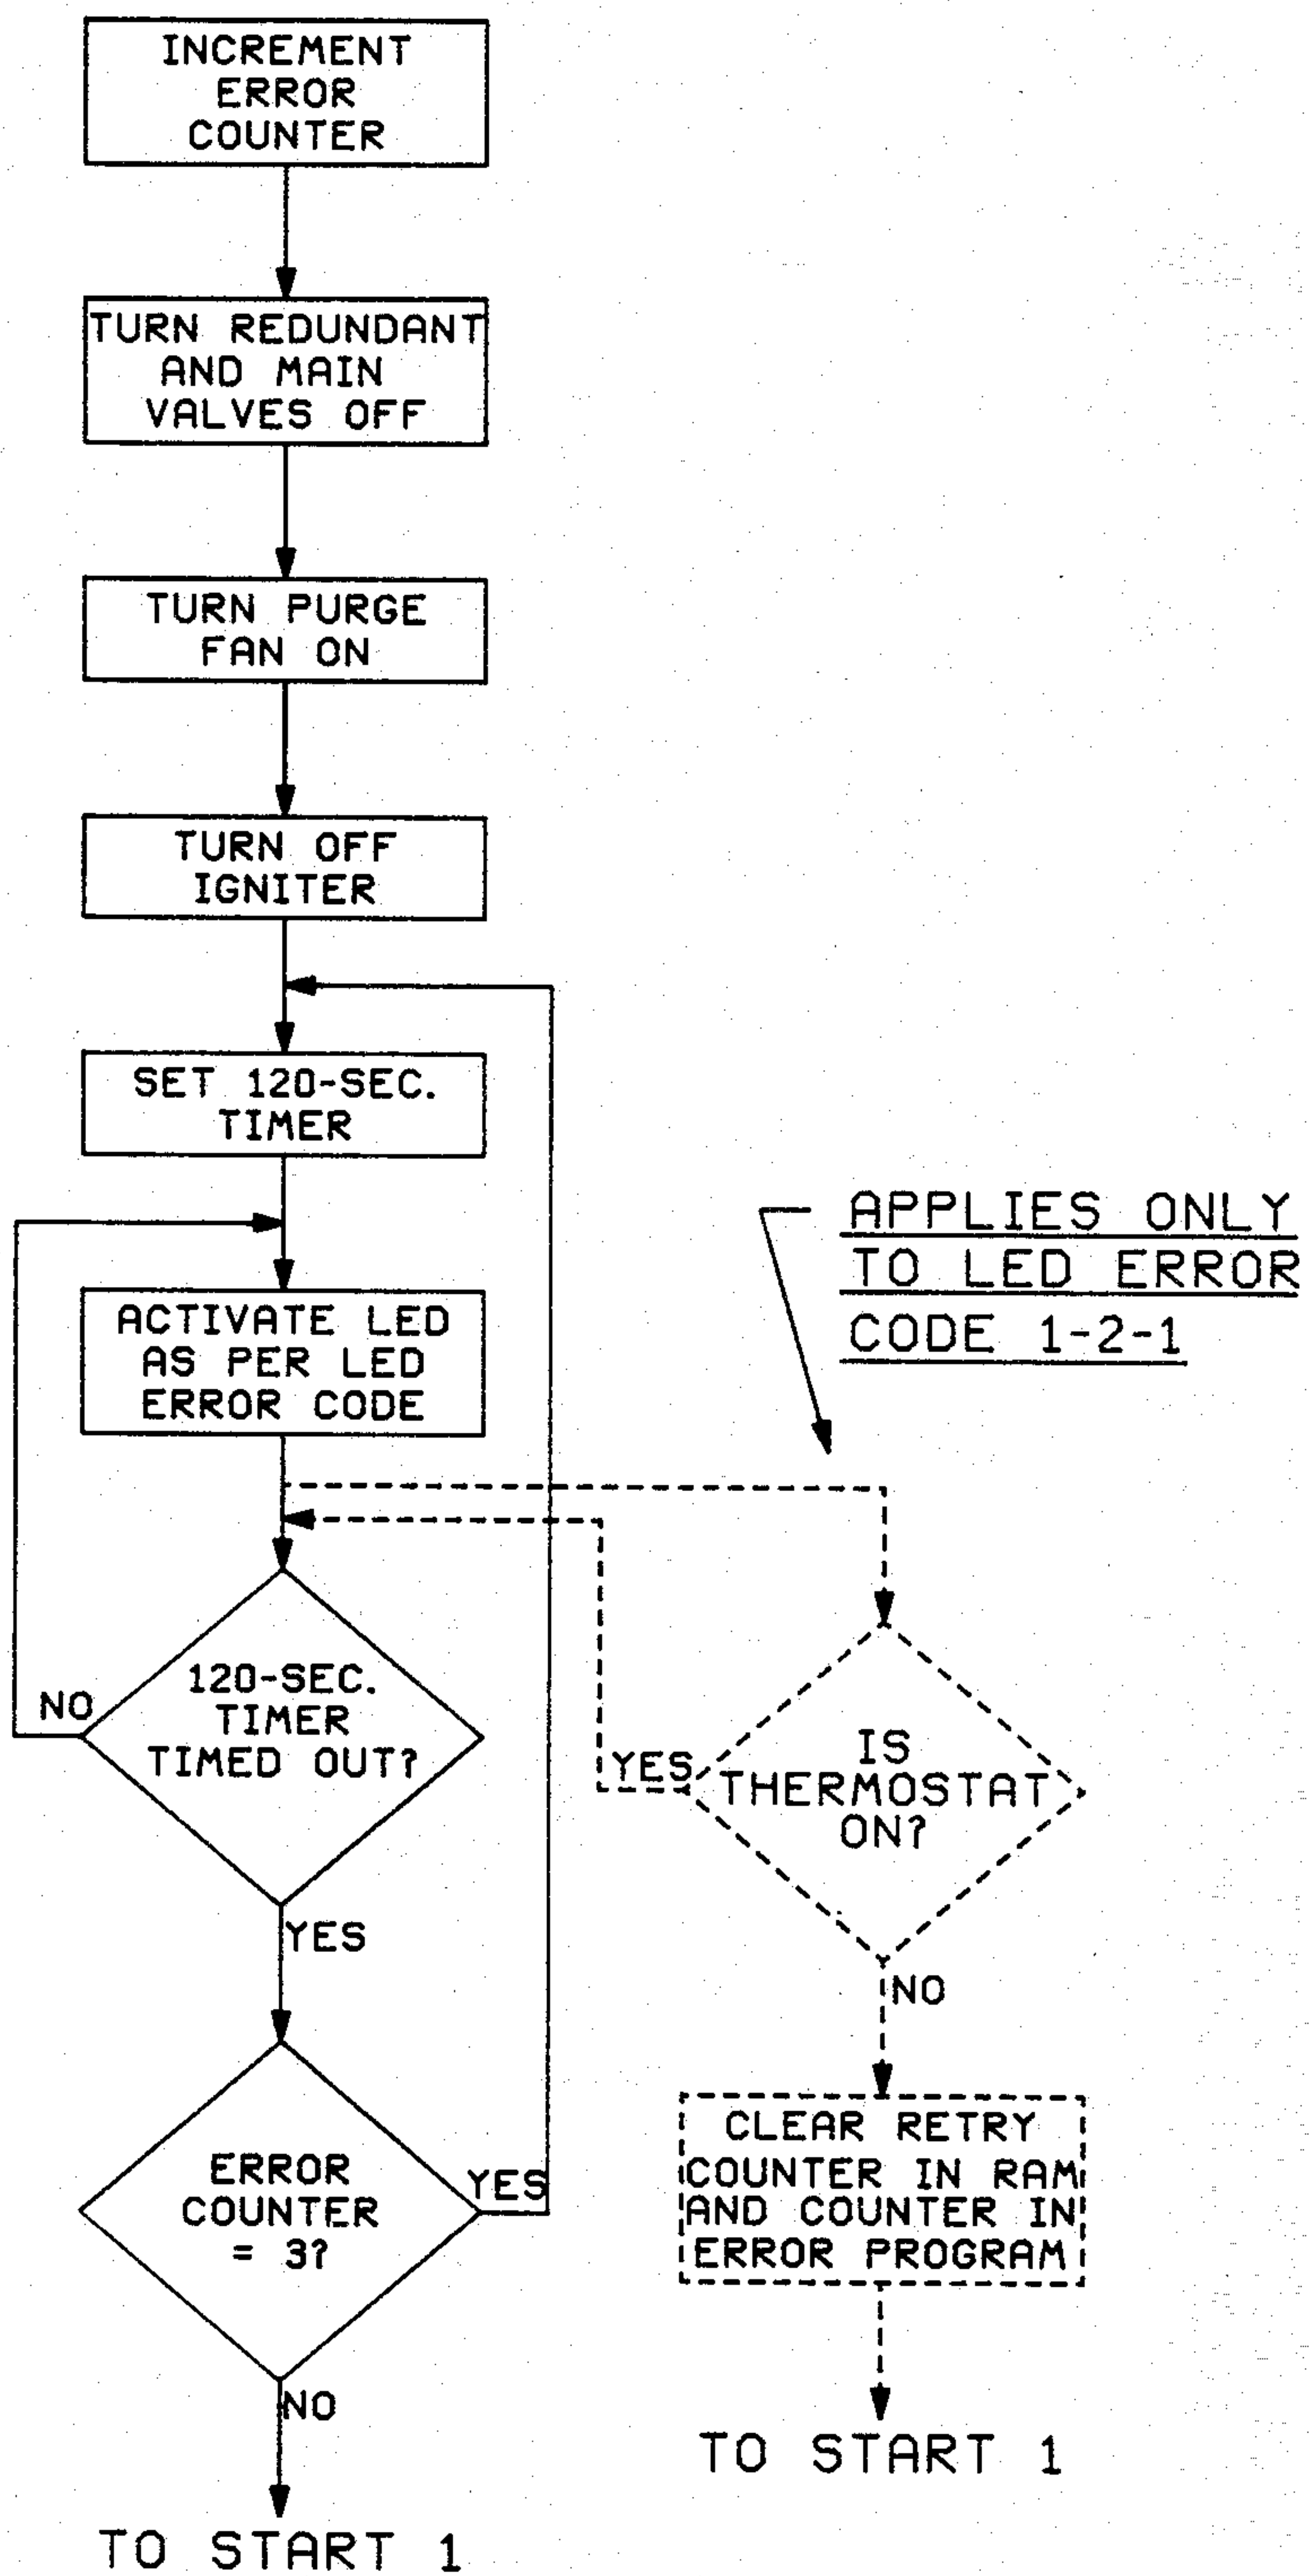 INCREMENT
ERROR
COUNTER
TURN REDUNDANT
AND MAIN
VALVES OFF
TURN PURGE
FAN ON
TURN OFF
IGNITER
SET 120-SEC.
TIMER
APPLIES ONLY
TO LED ERROR
CODE 1-2-1
ACTIVATE LED
AS PER LED
ERROR CODE
120-SEC.
TIMER
TIMED OUT?
NO
YES
IS
THERMOSTAT
ON?
YES
NO
CLEAR RETRY
COUNTER IN RAM
AND COUNTER IN
ERROR PROGRAM
TO START 1
ERROR
COUNTER
= 3?
YES
NO
TO START 1